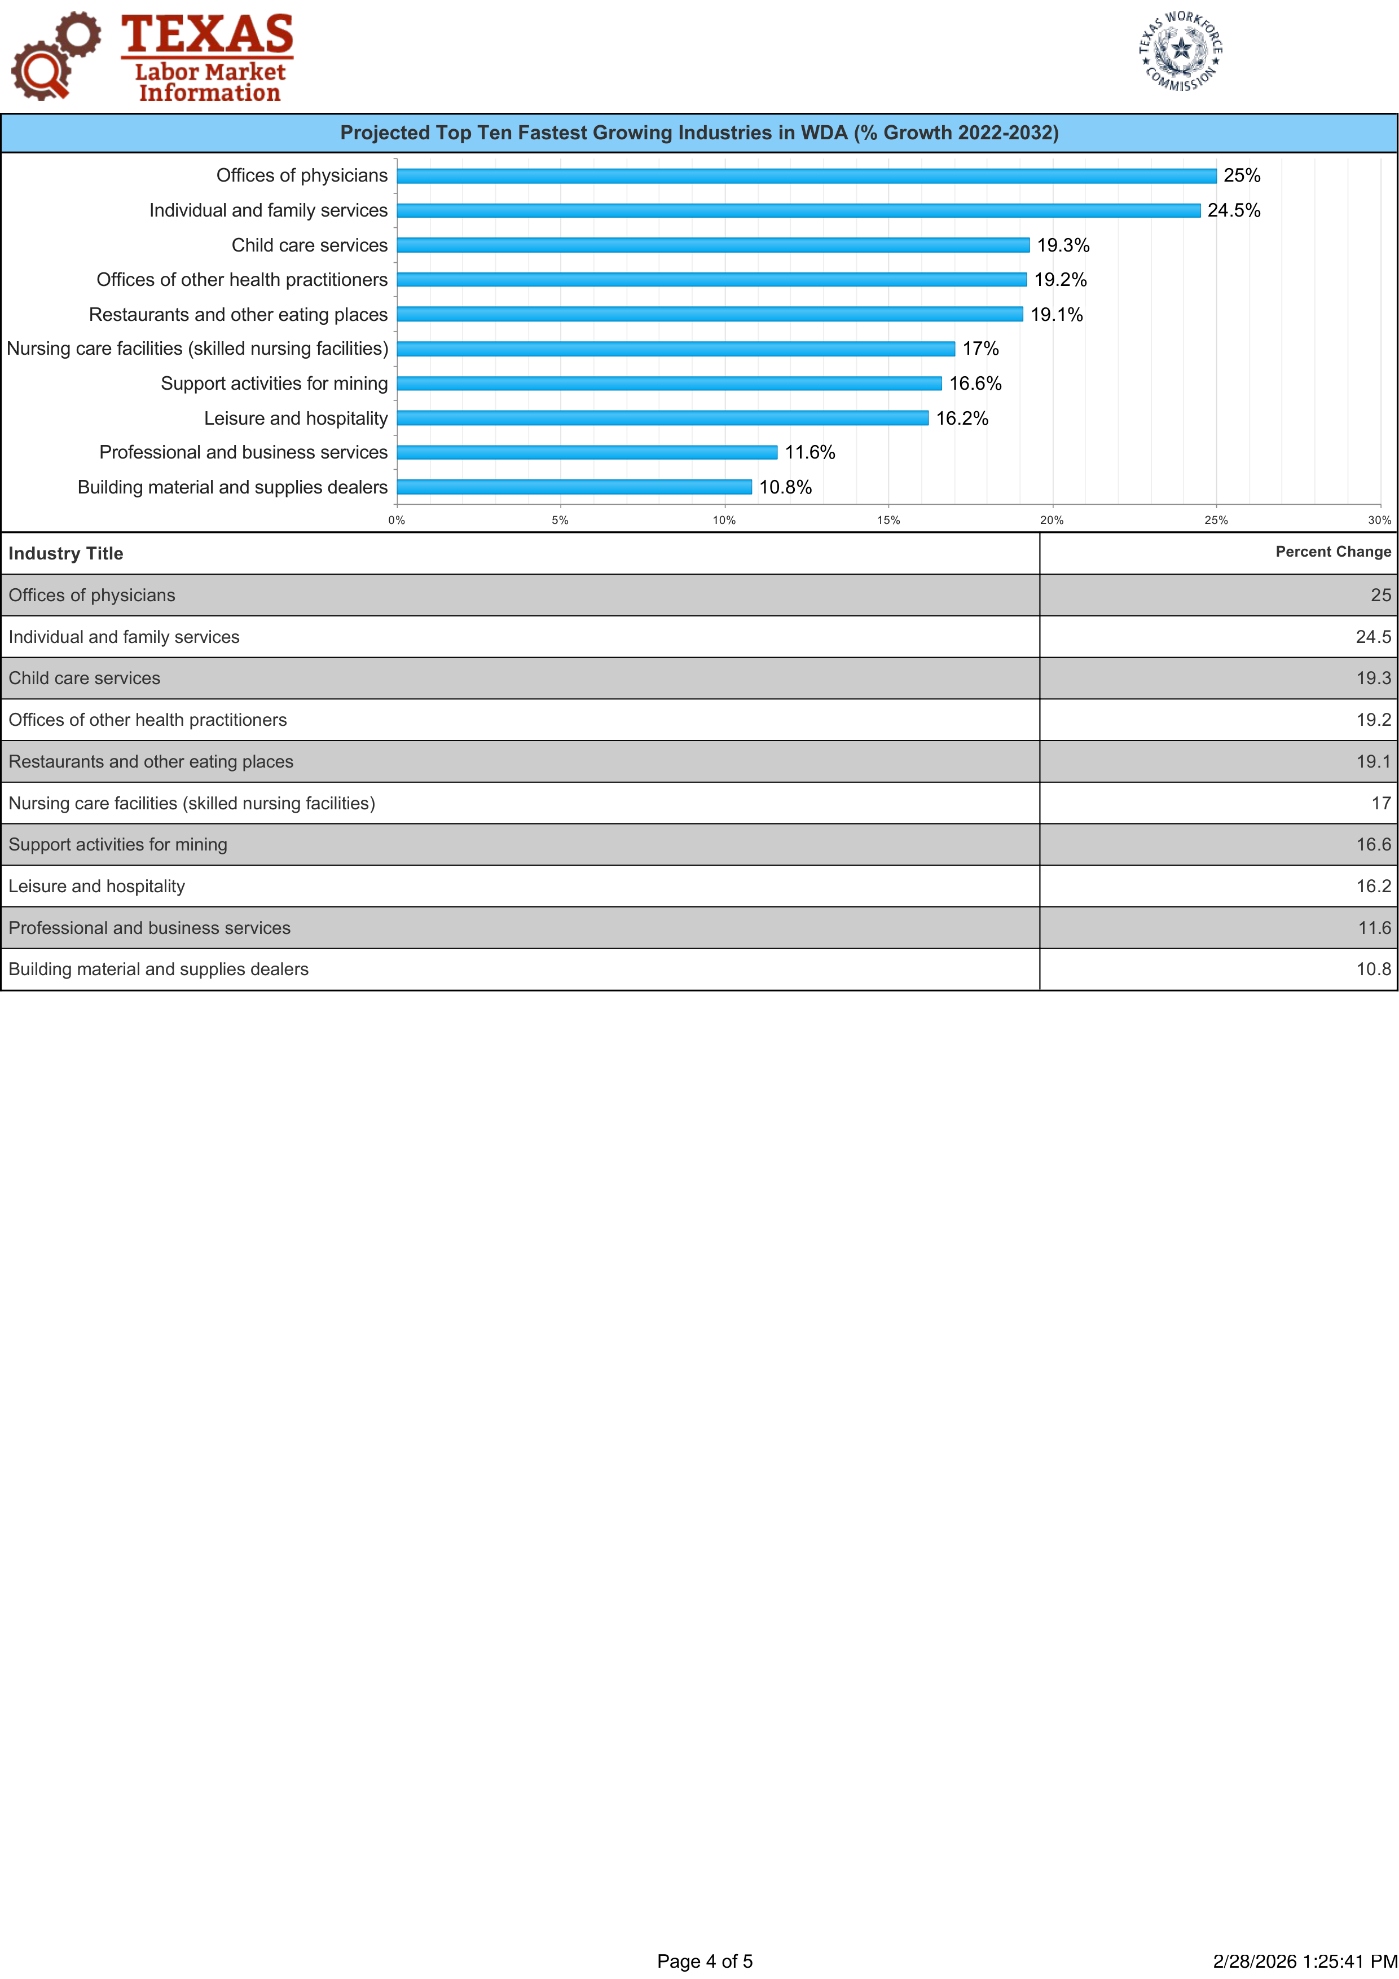 TEXAS
Labor Market
Information
TEXAS WORKFORCE
COMMISSION
Projected Top Ten Fastest Growing Industries in WDA (% Growth 2022-2032)
Offices of physicians 25%
Individual and family services 24.5%
Child care services 19.3%
Offices of other health practitioners 19.2%
Restaurants and other eating places 19.1%
Nursing care facilities (skilled nursing facilities) 17%
Support activities for mining 16.6%
Leisure and hospitality 16.2%
Professional and business services 11.6%
Building material and supplies dealers 10.8%
0% 5% 10% 15% 20% 25% 30%
Industry Title Percent Change
Offices of physicians 25
Individual and family services 24.5
Child care services 19.3
Offices of other health practitioners 19.2
Restaurants and other eating places 19.1
Nursing care facilities (skilled nursing facilities) 17
Support activities for mining 16.6
Leisure and hospitality 16.2
Professional and business services 11.6
Building material and supplies dealers 10.8
Page 4 of 5 2/28/2026 1:25:41 PM